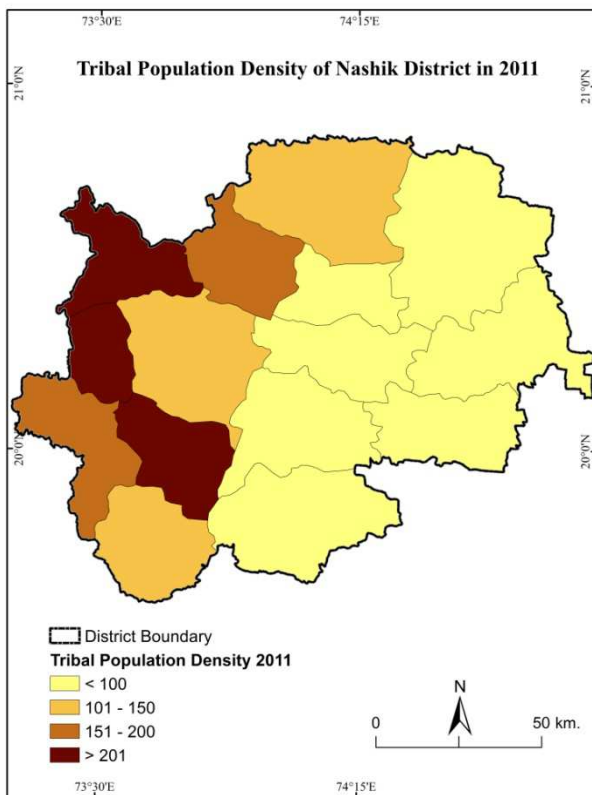 73°30'E 74°15'E
Tribal Population Density of Nashik District in 2011
21°0'N 21°0'N
20°0'N 20°0'N
District Boundary
Tribal Population Density 2011
< 100
101 - 150
151 - 200
> 201
N
0 50 km.
73°30'E 74°15'E